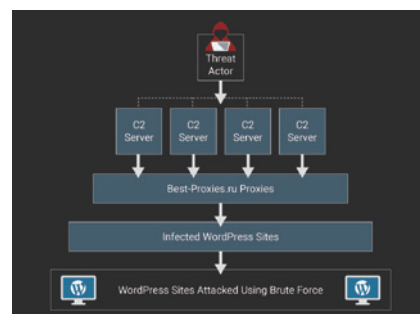 Threat
Actor
C2
Server
C2
Server
C2
Server
C2
Server
Best-Proxies.ru Proxies
Infected WordPress Sites
WordPress Sites Attacked Using Brute Force